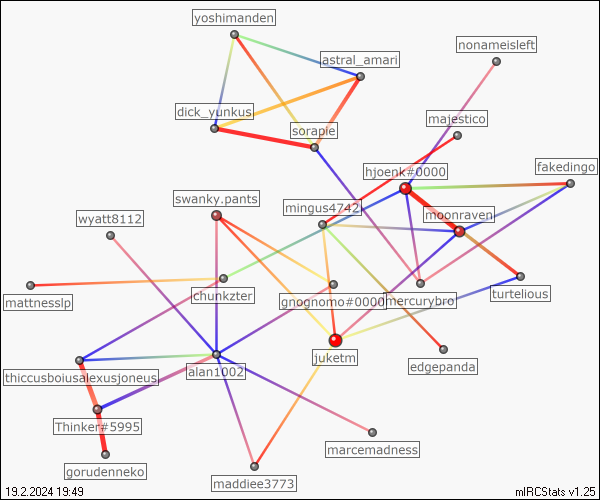 yoshimanden
nonameisleft
astral_amari
dick_yunkus
majestico
sorapie
hjoenk#0000
fakedingo
swanky.pants
mingus4742
moonraven
wyatt8112
mattnesslp
chunkzter
gnognomo#0000
mercurybro
turtelious
juketm
edgepanda
thiccusboiusalexusjoneus
alan1002
Thinker#5995
marcemadness
gorudenneko
maddiee3773
19.2.2024 19:49
mIRCStats v1.25